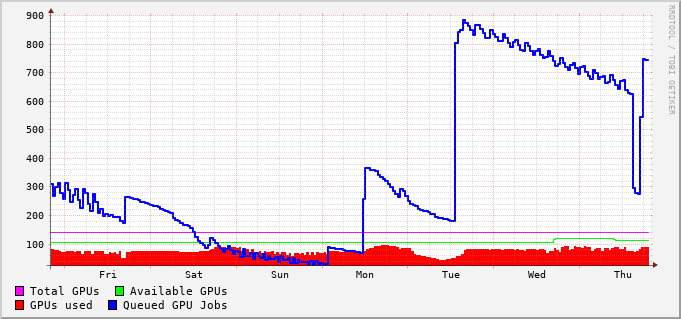 900
800
700
600
500
400
300
200
100
Fri Sat Sun Mon Tue Wed Thu
Total GPUs Available GPUs
GPUs used Queued GPU Jobs
RRDTOOL / TOBI OETIKER